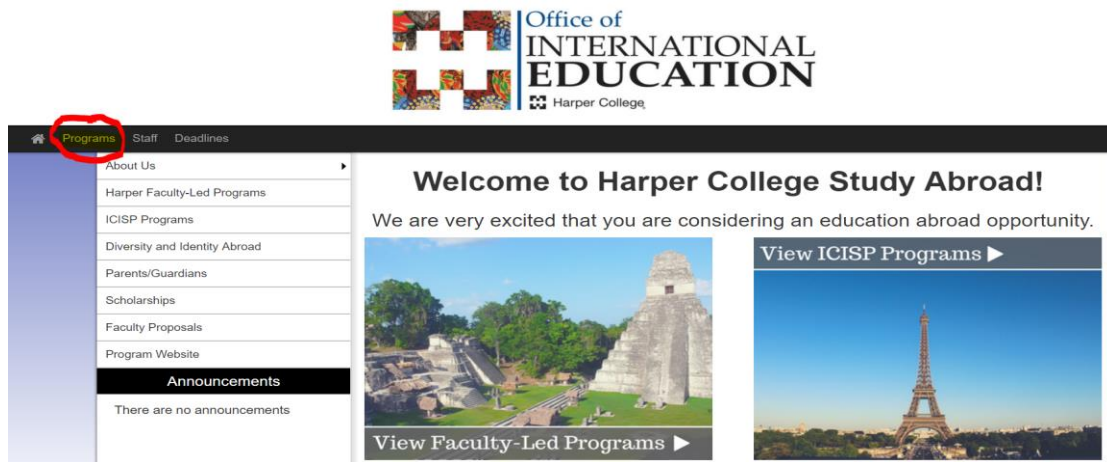 Office of
INTERNATIONAL
EDUCATION
Harper College
Programs Staff Deadlines
About Us
Harper Faculty-Led Programs
ICISP Programs
Diversity and Identity Abroad
Parents/Guardians
Scholarships
Faculty Proposals
Program Website
Announcements
There are no announcements
Welcome to Harper College Study Abroad!
We are very excited that you are considering an education abroad opportunity.
View Faculty-Led Programs ▶
View ICISP Programs ▶